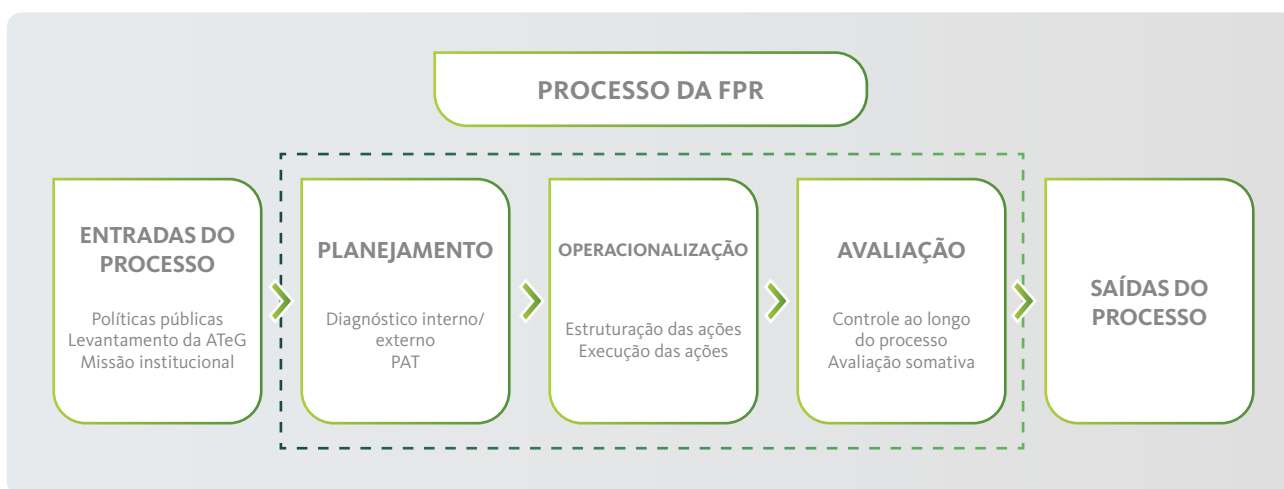 PROCESSO DA FPR
ENTRADAS DO
PROCESSO
Políticas públicas
Levantamento da ATeG
Missão institucional
PLANEJAMENTO
Diagnóstico interno/
externo
PAT
OPERACIONALIZAÇÃO
Estruturação das ações
Execução das ações
AVALIAÇÃO
Controle ao longo
do processo
Avaliação somativa
SAÍDAS DO
PROCESSO